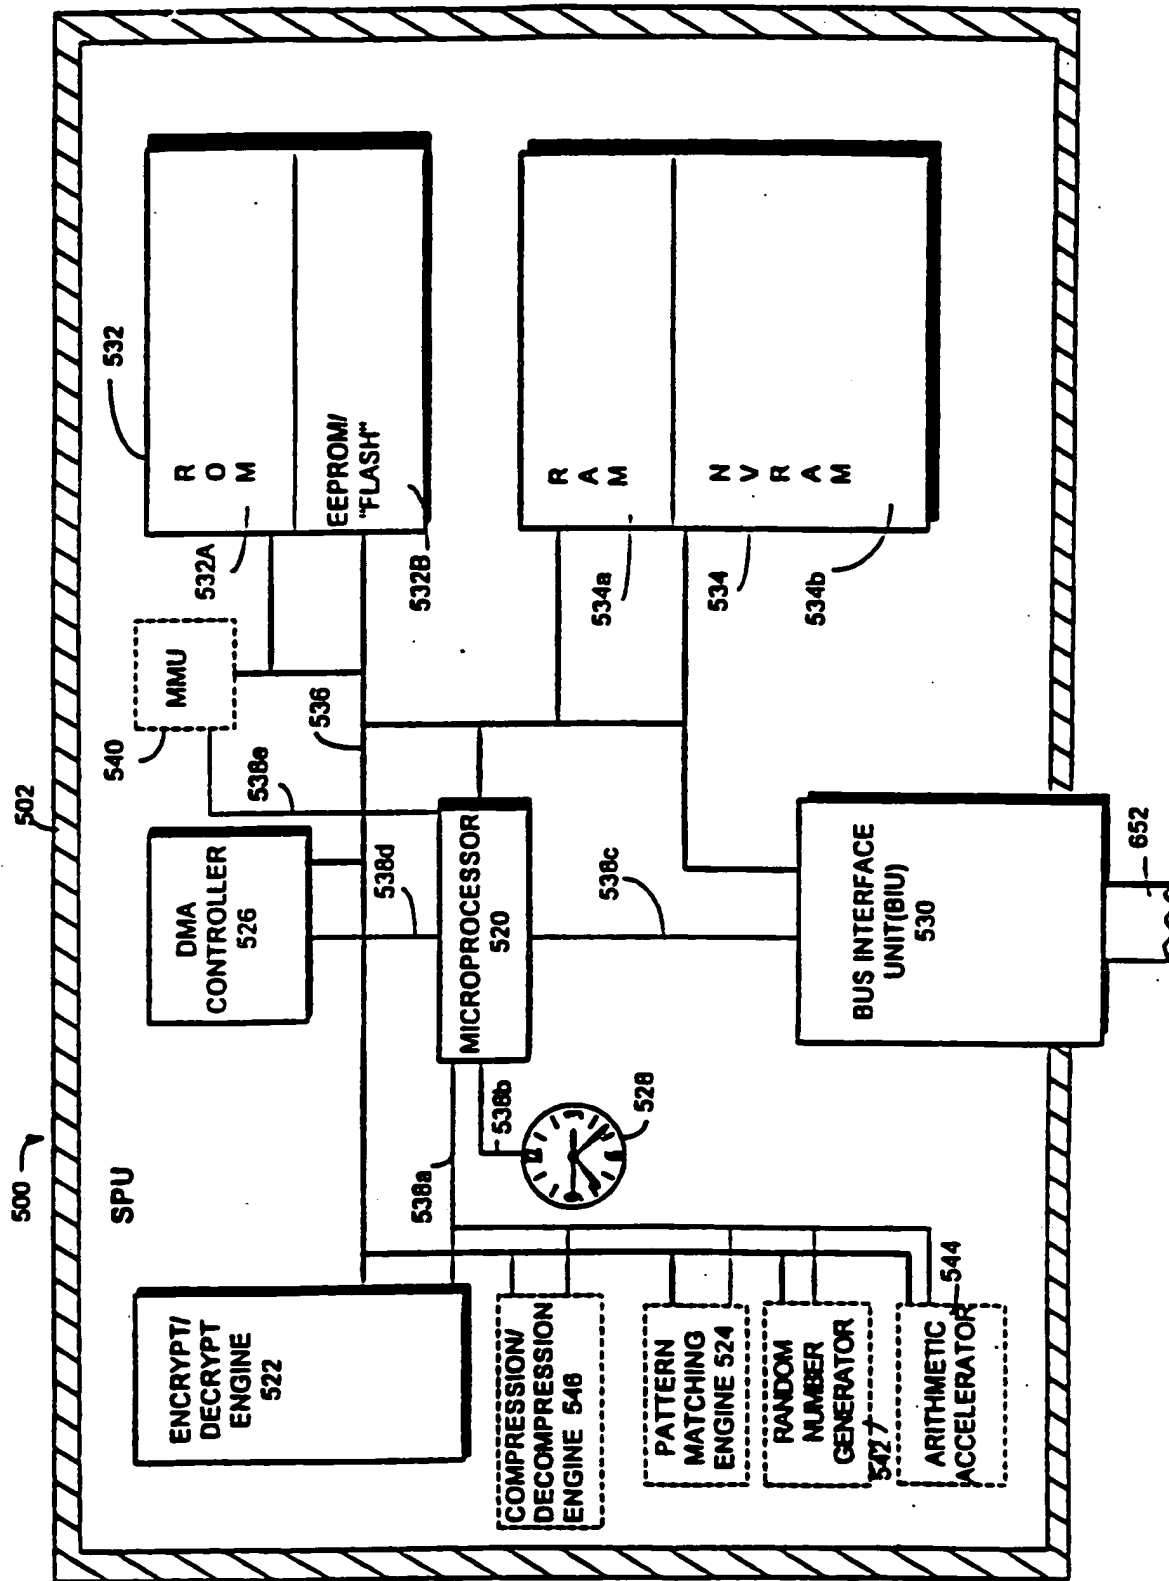 500
502
SPU
ENCRYPT/
DECRYPT
ENGINE
522
DMA
CONTROLLER
526
540
MMU
532
R
O
M
532A
EEPROM/
"FLASH"
532B
536
538e
538d
538a
538b
MICROPROCESSOR
520
538c
528
534a
R
A
M
534
N
V
R
A
M
534b
COMPRESSION/
DECOMPRESSION
ENGINE 546
PATTERN
MATCHING
ENGINE 524
RANDOM
NUMBER
GENERATOR
542
ARITHMETIC
ACCELERATOR
544
BUS INTERFACE
UNIT(BIU)
530
652